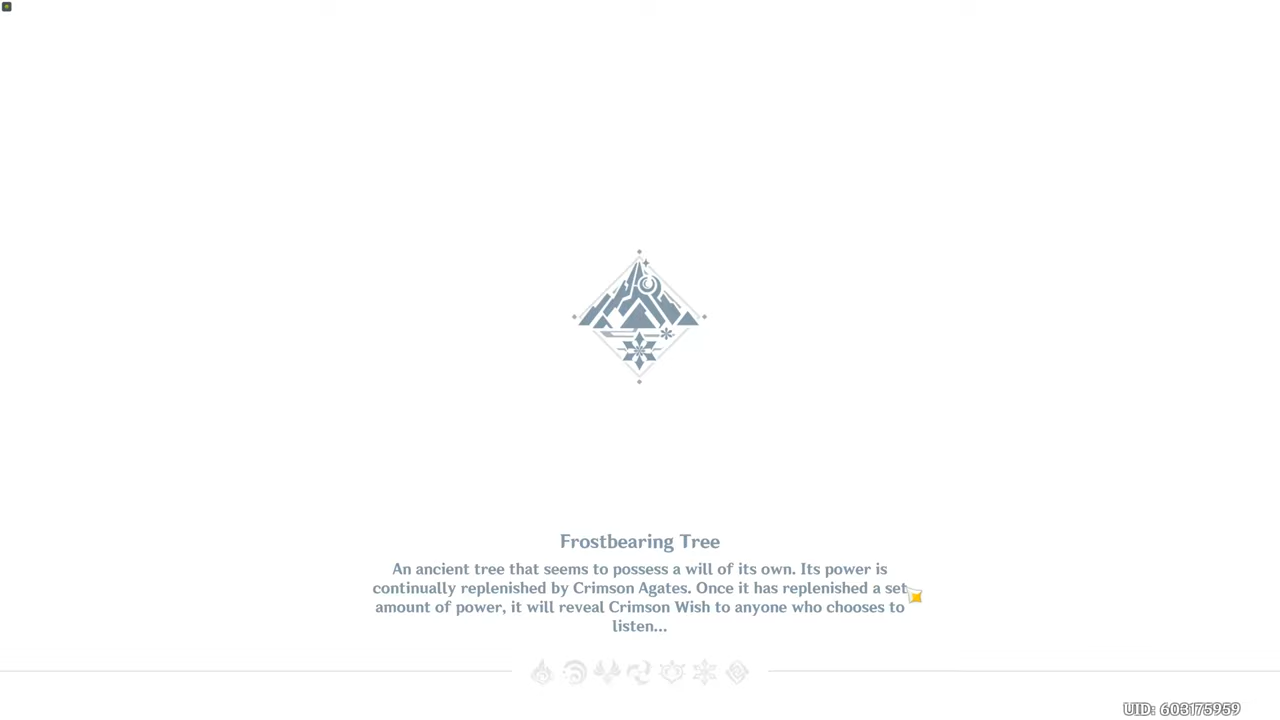 Frostbearing Tree
An ancient tree that seems to possess a will of its own. Its power is
continually replenished by Crimson Agates. Once it has replenished a set
amount of power, it will reveal Crimson Wish to anyone who chooses to
listen...
UID: 603175959